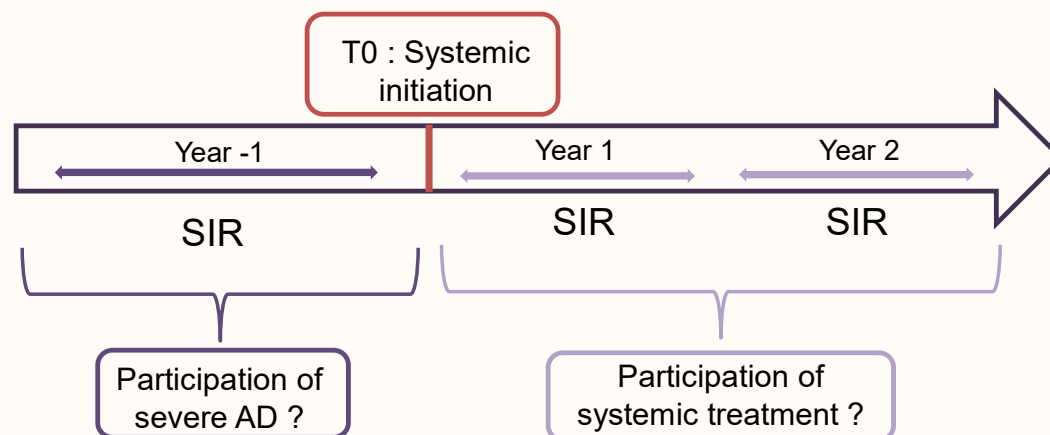 T0 : Systemic
initiation
Year -1
Year 1
Year 2
SIR
SIR
SIR
Participation of
severe AD ?
Participation of
systemic treatment ?